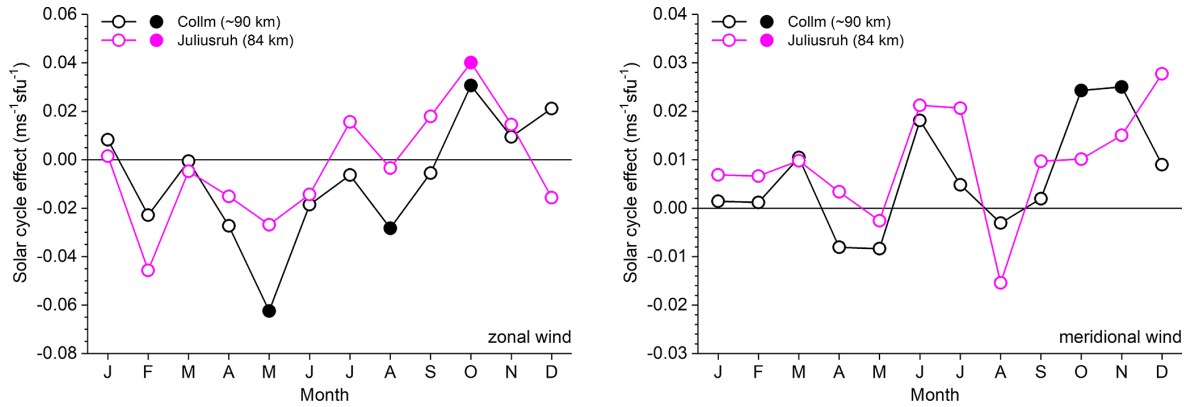 0.06
0.04
0.02
0.00
-0.02
-0.04
-0.06
-0.08
Solar cycle effect (ms⁻¹sfu⁻¹)
Collm (~90 km)
Juliusruh (84 km)
zonal wind
J F M A M J J A S O N D
Month
0.04
0.03
0.02
0.01
0.00
-0.01
-0.02
-0.03
Solar cycle effect (ms⁻¹sfu⁻¹)
Collm (~90 km)
Juliusruh (84 km)
meridional wind
J F M A M J J A S O N D
Month